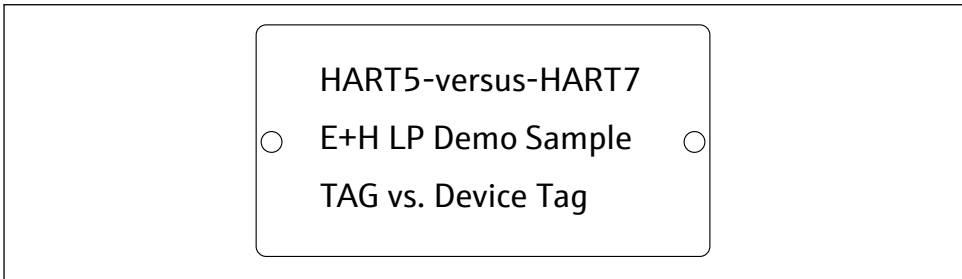 HART5-versus-HART7
E+H LP Demo Sample
TAG vs. Device Tag